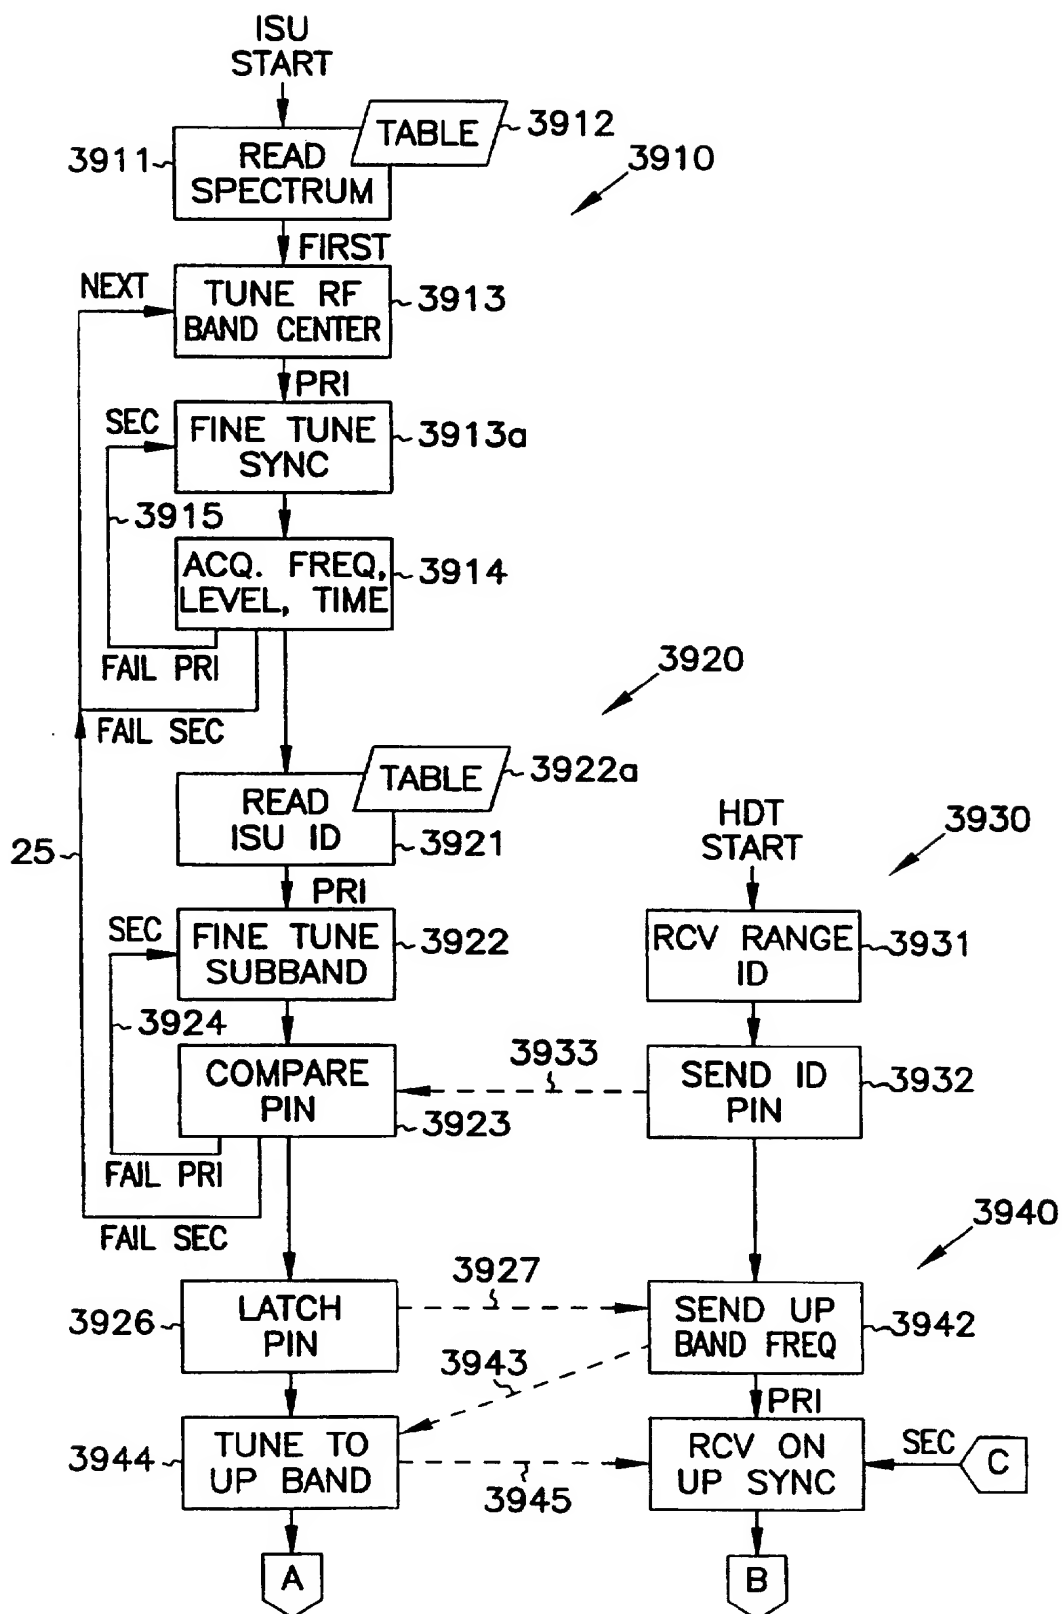 ISU
START
TABLE
3912
3911
READ
SPECTRUM
3910
FIRST
NEXT
TUNE RF
BAND CENTER
3913
PRI
SEC
FINE TUNE
SYNC
3913a
3915
ACQ. FREQ,
LEVEL, TIME
3914
FAIL PRI
FAIL SEC
3920
TABLE
3922a
READ
ISU ID
3921
25
HDT
START
3930
PRI
SEC
FINE TUNE
SUBBAND
3922
RCV RANGE
ID
3931
3924
COMPARE
PIN
3923
3933
SEND ID
PIN
3932
FAIL PRI
FAIL SEC
3940
3926
LATCH
PIN
3927
SEND UP
BAND FREQ
3942
3943
PRI
3944
TUNE TO
UP BAND
3945
RCV ON
UP SYNC
SEC
C
A
B